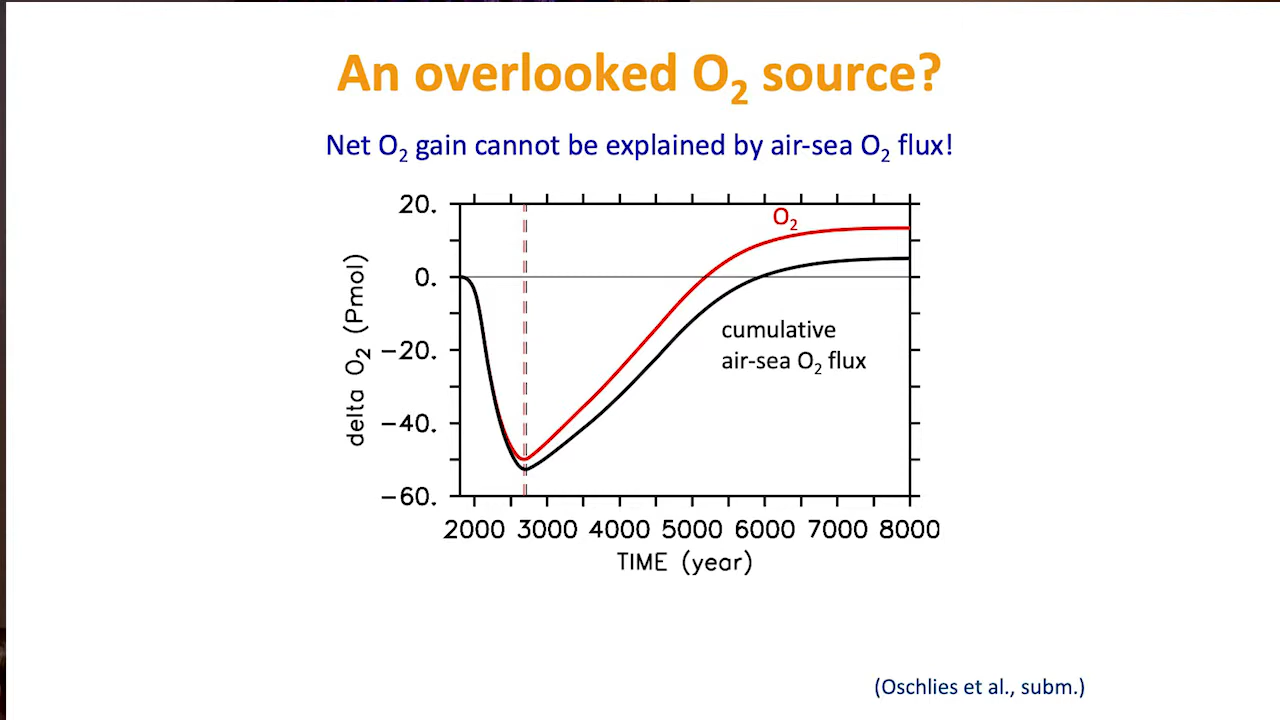 An overlooked O₂ source?
Net O₂ gain cannot be explained by air-sea O₂ flux!
20.
0.
−20.
−40.
−60.
delta O₂ (Pmol)
O₂
cumulative
air-sea O₂ flux
2000 3000 4000 5000 6000 7000 8000
TIME (year)
(Oschlies et al., subm.)